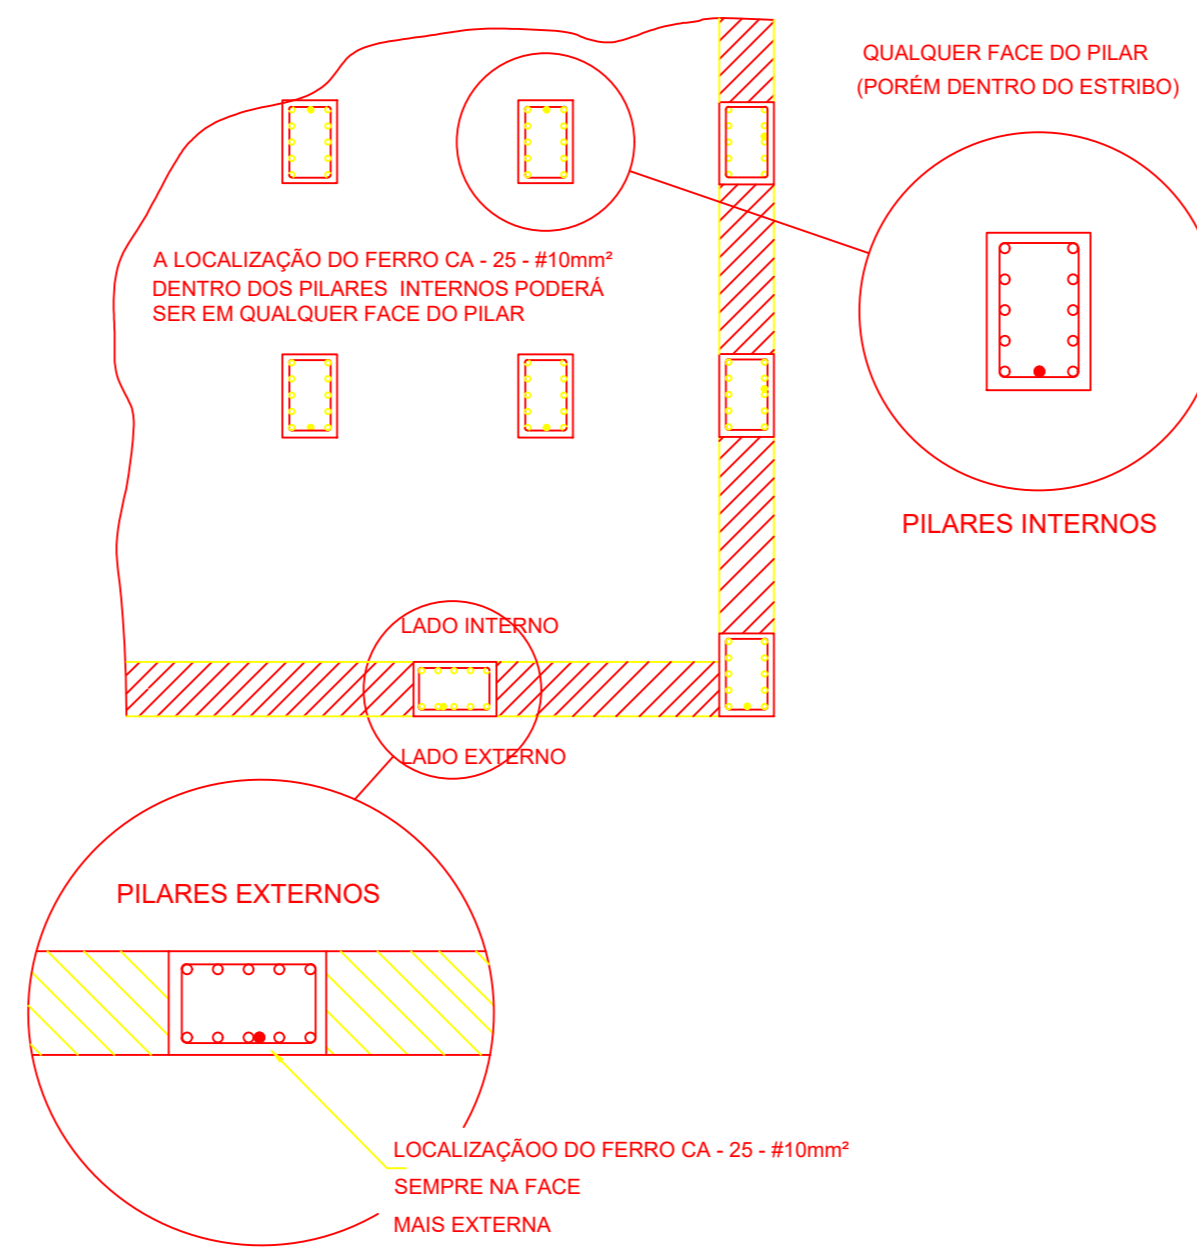 QUALQUER FACE DO PILAR
(PORÉM DENTRO DO ESTRIBO)
A LOCALIZAÇÃO DO FERRO CA - 25 - #10mm²
DENTRO DOS PILARES INTERNOS PODERÁ
SER EM QUALQUER FACE DO PILAR
PILARES INTERNOS
LADO INTERNO
LADO EXTERNO
PILARES EXTERNOS
LOCALIZAÇÃOO DO FERRO CA - 25 - #10mm²
SEMPRE NA FACE
MAIS EXTERNA